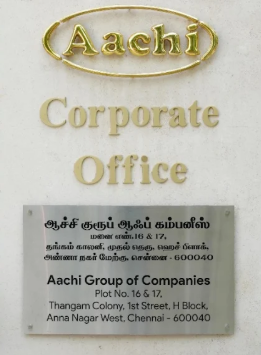 Aachi
Corporate
Office
ஆச்சி குரூப் ஆஃப் கம்பனீஸ்
மனை எண்.16 & 17,
தங்கம் காலனி, முதல் தெரு, ஹெச் பிளாக்,
அண்ணா நகர் மேற்கு, சென்னை - 600040
Aachi Group of Companies
Plot No. 16 & 17,
Thangam Colony, 1st Street, H Block,
Anna Nagar West, Chennai - 600040